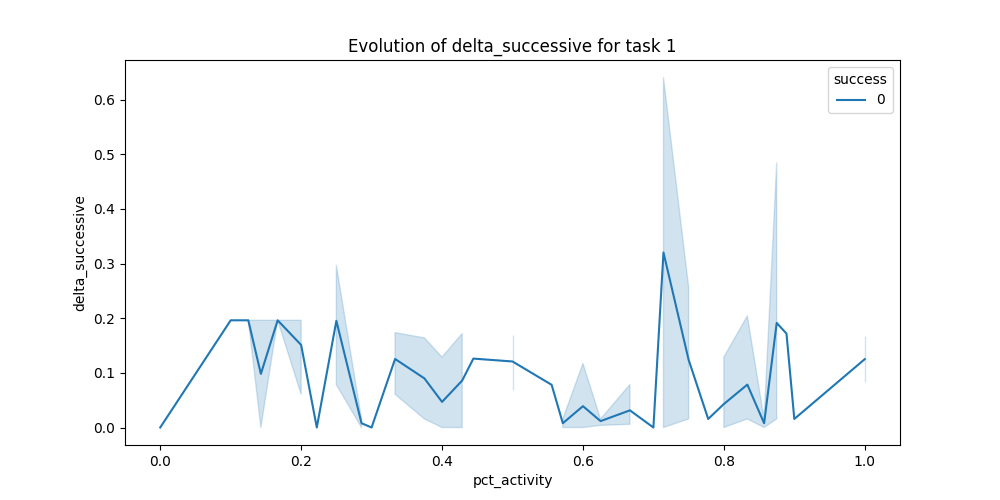 Evolution of delta_successive for task 1
success
0
delta_successive
0.6
0.5
0.4
0.3
0.2
0.1
0.0
0.0 0.2 0.4 0.6 0.8 1.0
pct_activity